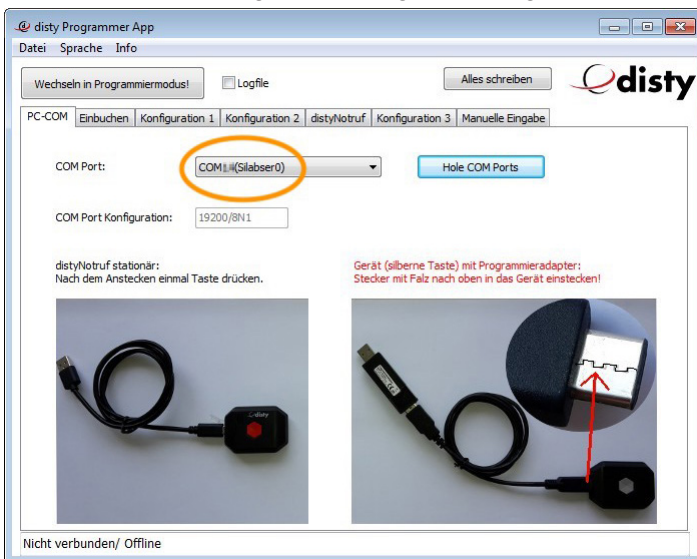 disty Programmer App
Datei Sprache Info
Wechseln in Programmiermodus!
Logfile
Alles schreiben
disty
PC-COM Einbuchen Konfiguration 1 Konfiguration 2 distyNotruf Konfiguration 3 Manuelle Eingabe
COM Port:
(Silabser0)
Hole COM Ports
COM Port Konfiguration:
19200/8N1
distyNotruf stationär:
Nach dem Anstecken einmal Taste drücken.
Gerät (silberne Taste) mit Programmieradapter:
Stecker mit Falz nach oben in das Gerät einstecken!
disty
Nicht verbunden/ Offline